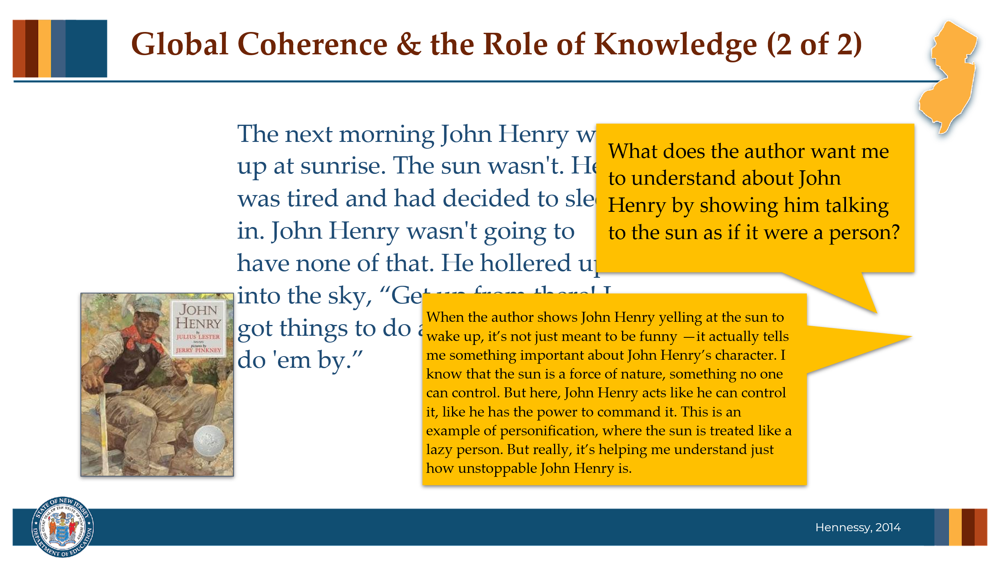 Global Coherence & the Role of Knowledge (2 of 2)
The next morning John Henry w
up at sunrise. The sun wasn't. He
was tired and had decided to slee
in. John Henry wasn't going to
have none of that. He hollered up
into the sky, “Get up from there! I
got things to do a
do 'em by.”
What does the author want me
to understand about John
Henry by showing him talking
to the sun as if it were a person?
When the author shows John Henry yelling at the sun to
wake up, it’s not just meant to be funny —it actually tells
me something important about John Henry’s character. I
know that the sun is a force of nature, something no one
can control. But here, John Henry acts like he can control
it, like he has the power to command it. This is an
example of personification, where the sun is treated like a
lazy person. But really, it’s helping me understand just
how unstoppable John Henry is.
JOHN
HENRY
by
JULIUS LESTER
pictures by
JERRY PINKNEY
STATE OF NEW JERSEY
DEPARTMENT OF EDUCATION
THE GREAT SEAL OF THE STATE OF NEW JERSEY
Hennessy, 2014